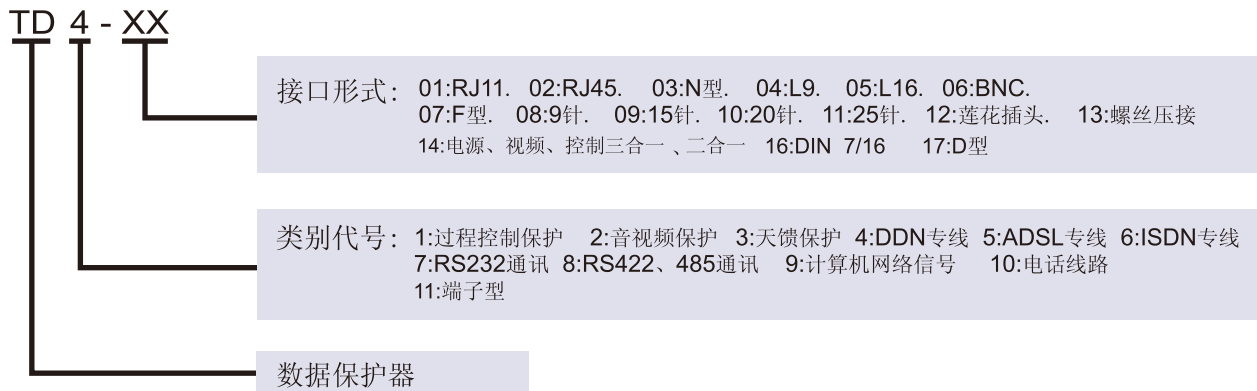 TD 4 - XX
接口形式: 01:RJ11. 02:RJ45. 03:N型. 04:L9. 05:L16. 06:BNC.
07:F型. 08:9针. 09:15针. 10:20针. 11:25针. 12:莲花插头. 13:螺丝压接
14:电源、视频、控制三合一 、二合一 16:DIN 7/16 17:D型
类别代号: 1:过程控制保护 2:音视频保护 3:天馈保护 4:DDN专线 5:ADSL专线 6:ISDN专线
7:RS232通讯 8:RS422、485通讯 9:计算机网络信号 10:电话线路
11:端子型
数据保护器